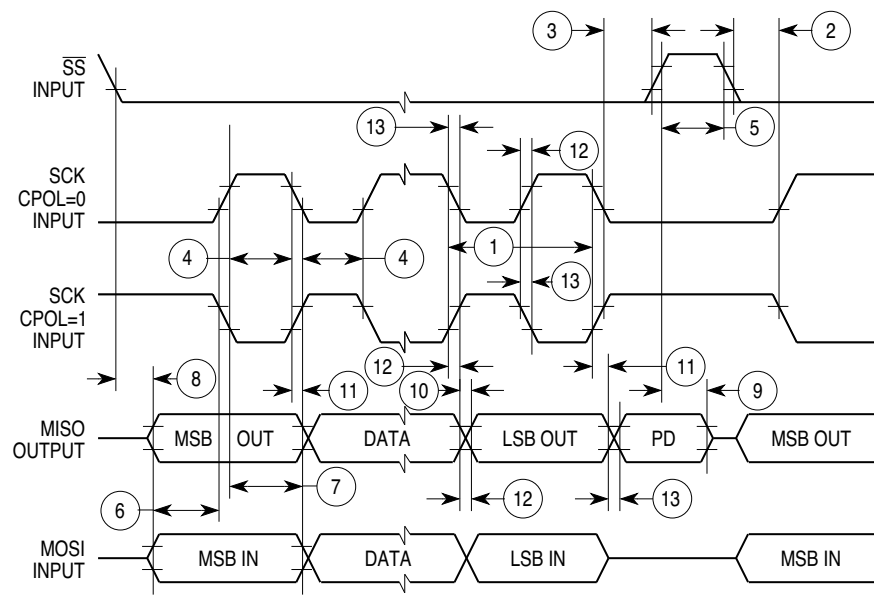 3
2
S̅S̅
INPUT
5
13
12
SCK
CPOL=0
INPUT
4
4
1
13
SCK
CPOL=1
INPUT
12
10
8
11
11
9
MISO
OUTPUT
MSB OUT
DATA
LSB OUT
PD
MSB OUT
6
7
12
13
MOSI
INPUT
MSB IN
DATA
LSB IN
MSB IN